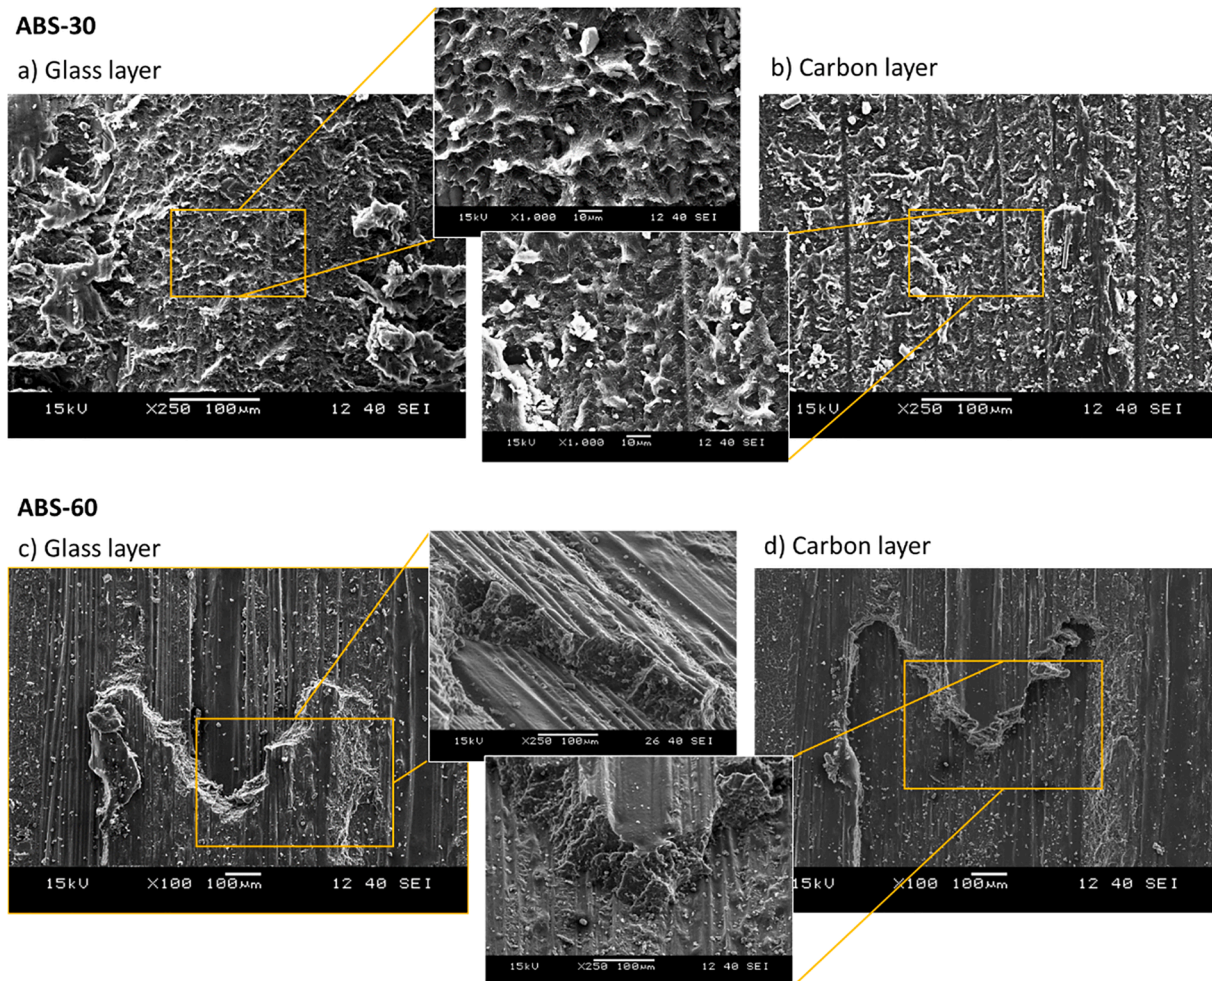 ABS-30
a) Glass layer
b) Carbon layer
15kV X1,000 10µm 12 40 SEI
15kV X1,000 10µm 12 40 SEI
15kV X250 100µm 12 40 SEI
15kV X250 100µm 12 40 SEI
ABS-60
c) Glass layer
d) Carbon layer
15kV X250 100µm 26 40 SEI
15kV X100 100µm 12 40 SEI
15kV X100 100µm 12 40 SEI
15kV X250 100µm 12 40 SEI